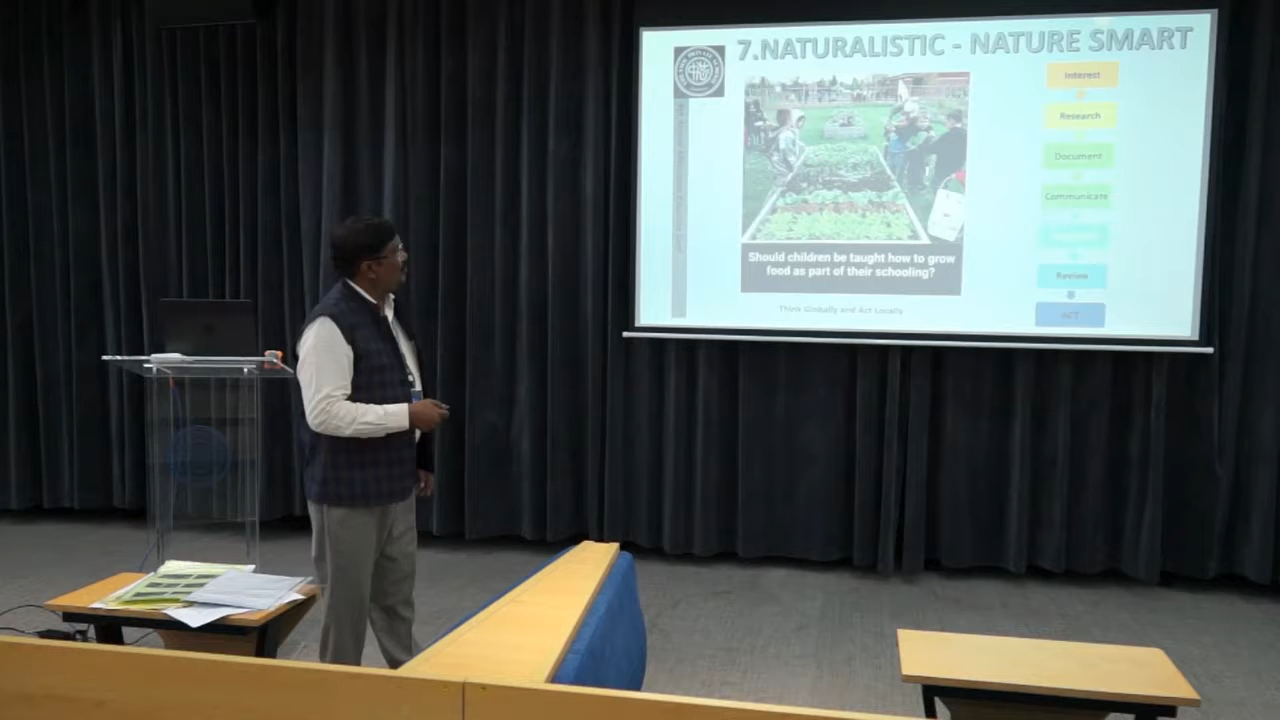 7.NATURALISTIC - NATURE SMART
Interest
Research
Document
Communicate
Review
ACT
Should children be taught how to grow
food as part of their schooling?
Think Globally and Act Locally